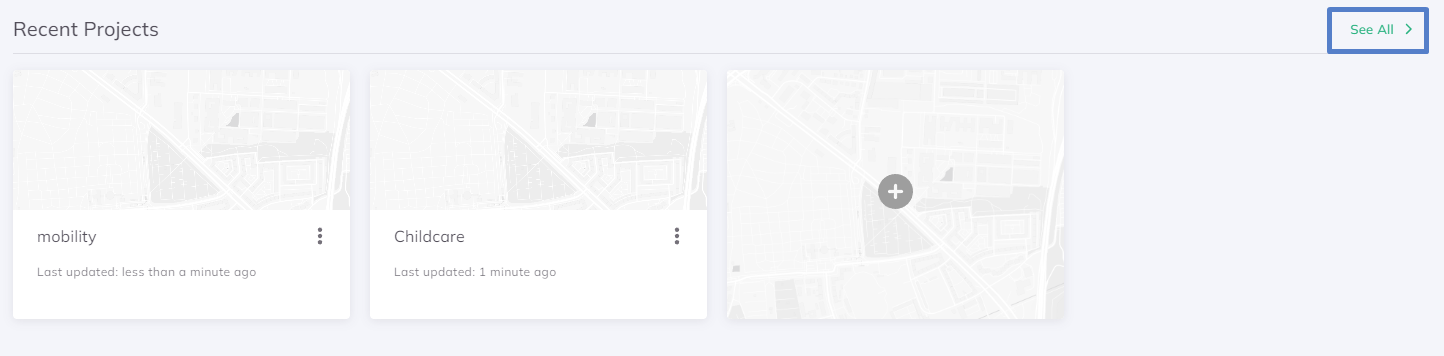 Recent Projects
See All
mobility
Last updated: less than a minute ago
Childcare
Last updated: 1 minute ago